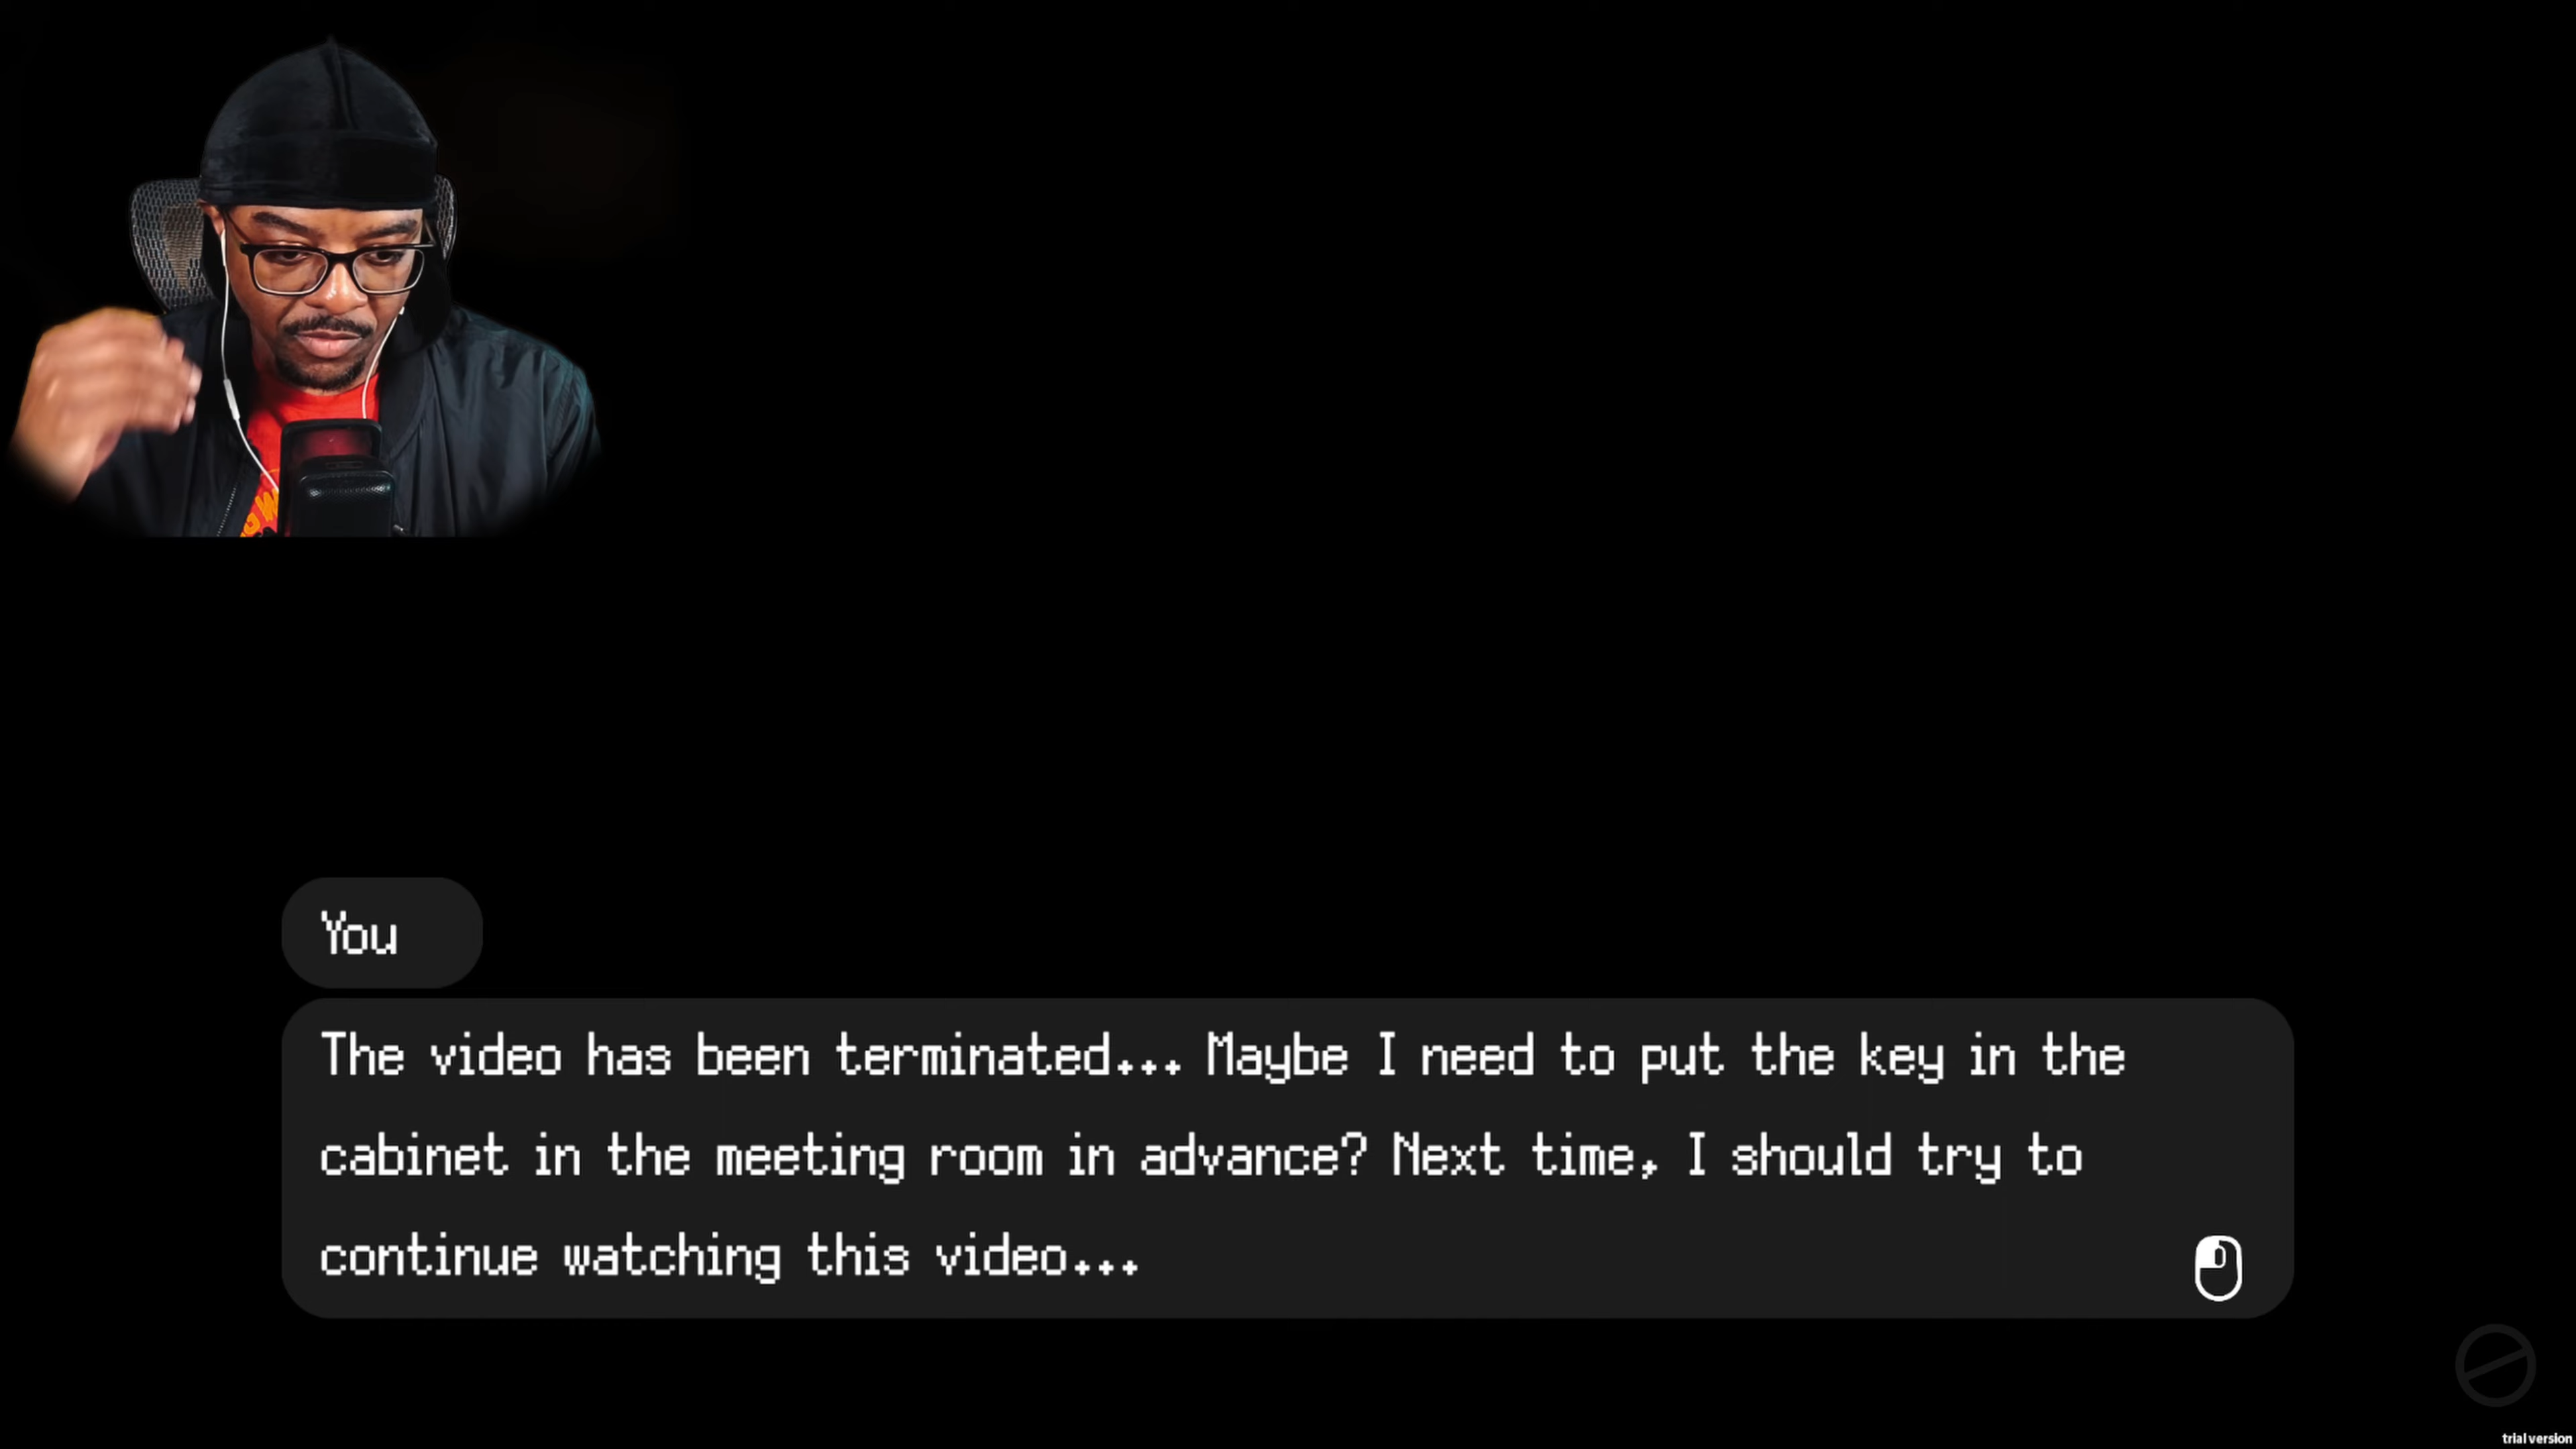 You
The video has been terminated... Maybe I need to put the key in the
cabinet in the meeting room in advance? Next time, I should try to
continue watching this video...
trial version